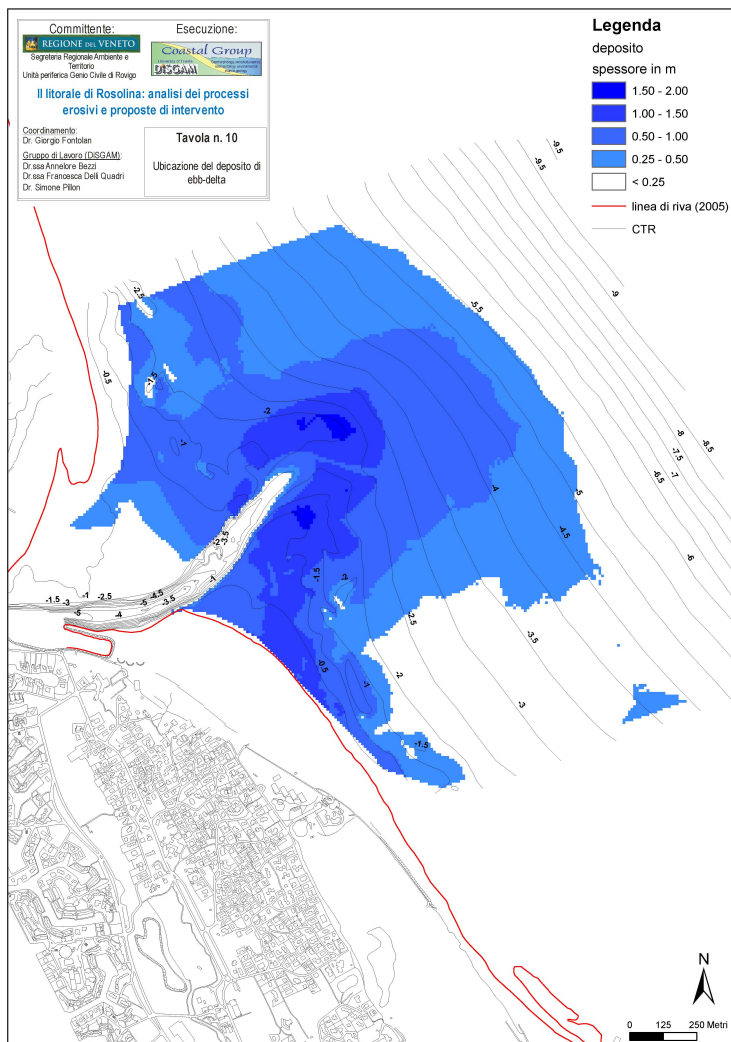 Committente:
REGIONE DEL VENETO
Segreteria Regionale Ambiente e
Territorio
Unità periferica Genio Civile di Rovigo
Esecuzione:
Coastal Group
DISGAM
Il litorale di Rosolina: analisi dei processi
erosivi e proposte di intervento
Coordinamento:
Dr. Giorgio Fontolan
Gruppo di Lavoro (DiSGAM):
Dr.ssa Annelore Bezzi
Dr.ssa Francesca Delli Quadri
Dr. Simone Pillon
Tavola n. 10
Ubicazione del deposito di
ebb-delta
Legenda
deposito
spessore in m
1.50 - 2.00
1.00 - 1.50
0.50 - 1.00
0.25 - 0.50
< 0.25
linea di riva (2005)
CTR
-9.5
-9.5
-9
-2.5
-5.5
-0.5
-1.5
-2
-1
-8
-8.5
-7.5
-7
-6.5
-4
-5
-4.5
-6
-2
-3.5
-1
-1.5
-2
-1.5
-3
-1
-2.5
-4.5
-5
-3.5
-5
-4
-2.5
-3.5
-0.5
-2
-1
-3
-1.5
N
0 125 250 Metri